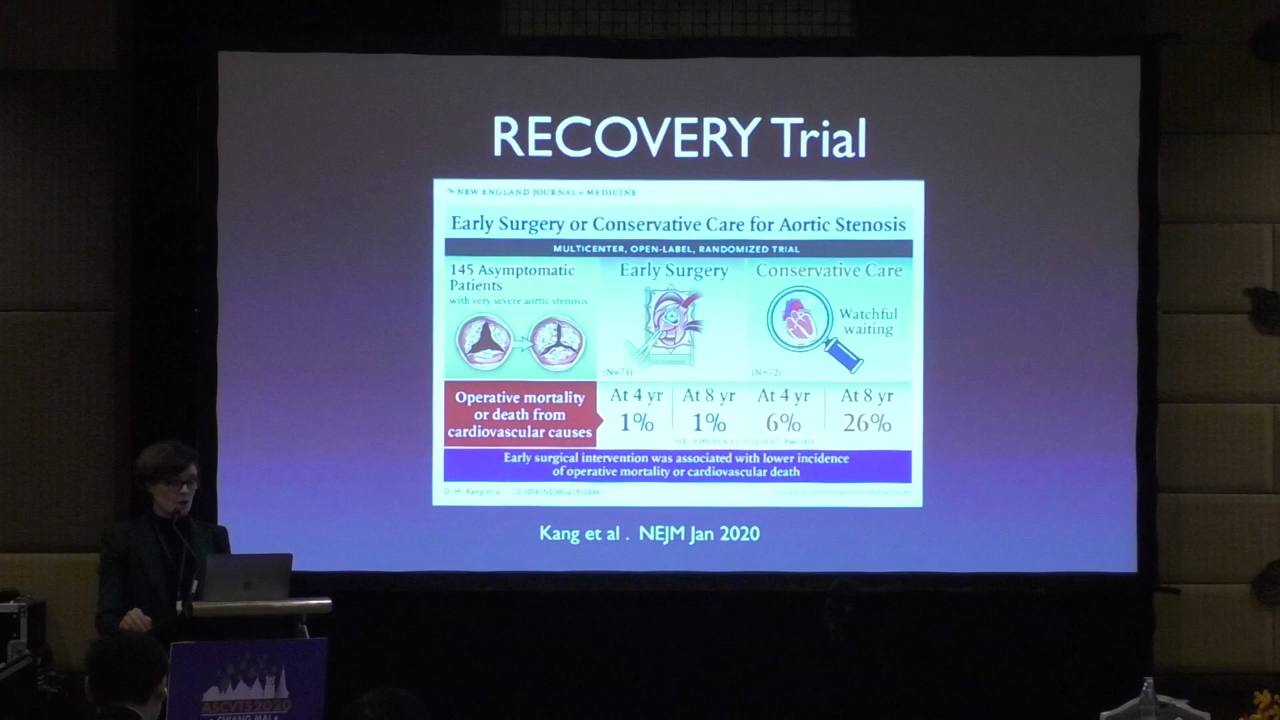 RECOVERY Trial
The NEW ENGLAND JOURNAL of MEDICINE
Early Surgery or Conservative Care for Aortic Stenosis
MULTICENTER, OPEN-LABEL, RANDOMIZED TRIAL
145 Asymptomatic
Patients
with very severe aortic stenosis
Early Surgery
(N=73)
Conservative Care
Watchful
waiting
(N=72)
Operative mortality
or death from
cardiovascular causes
At 4 yr
1%
At 8 yr
1%
At 4 yr
6%
At 8 yr
26%
Early surgical intervention was associated with lower incidence
of operative mortality or cardiovascular death
Kang et al . NEJM Jan 2020
ASCVTS 2020
CHIANG MAI